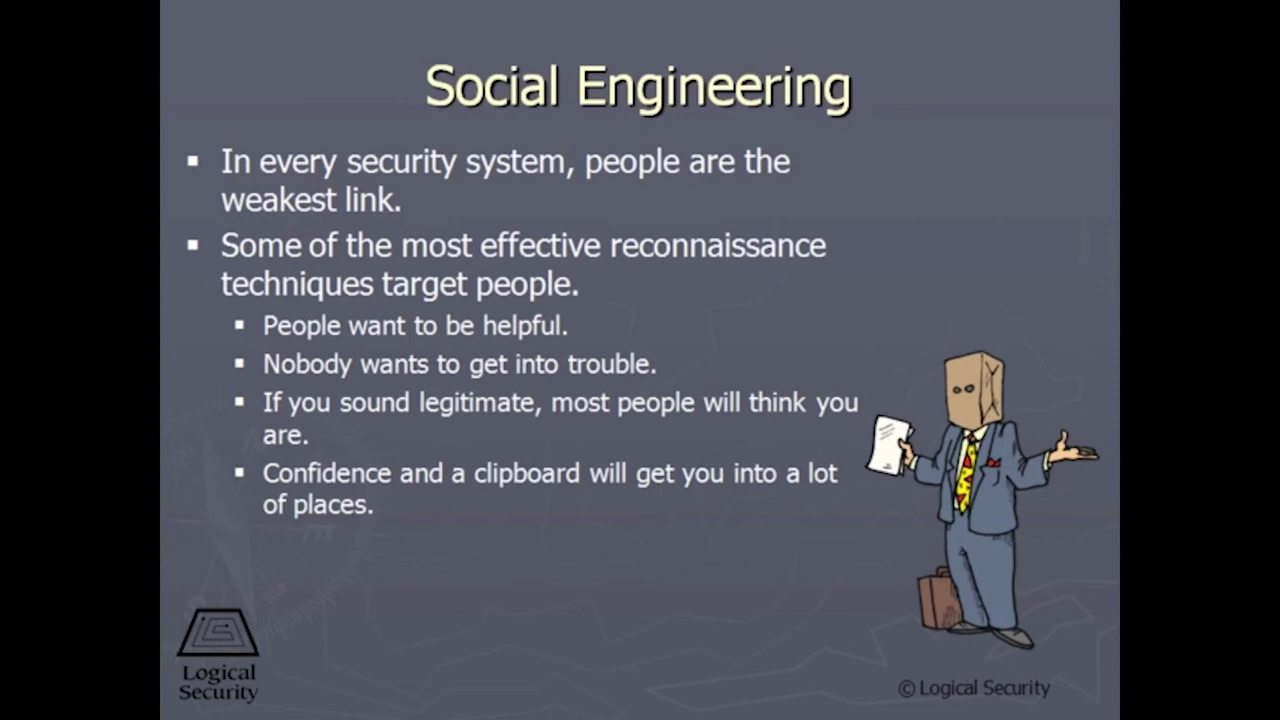 Social Engineering
▪ In every security system, people are the
weakest link.
▪ Some of the most effective reconnaissance
techniques target people.
▪ People want to be helpful.
▪ Nobody wants to get into trouble.
▪ If you sound legitimate, most people will think you
are.
▪ Confidence and a clipboard will get you into a lot
of places.
Logical
Security
© Logical Security